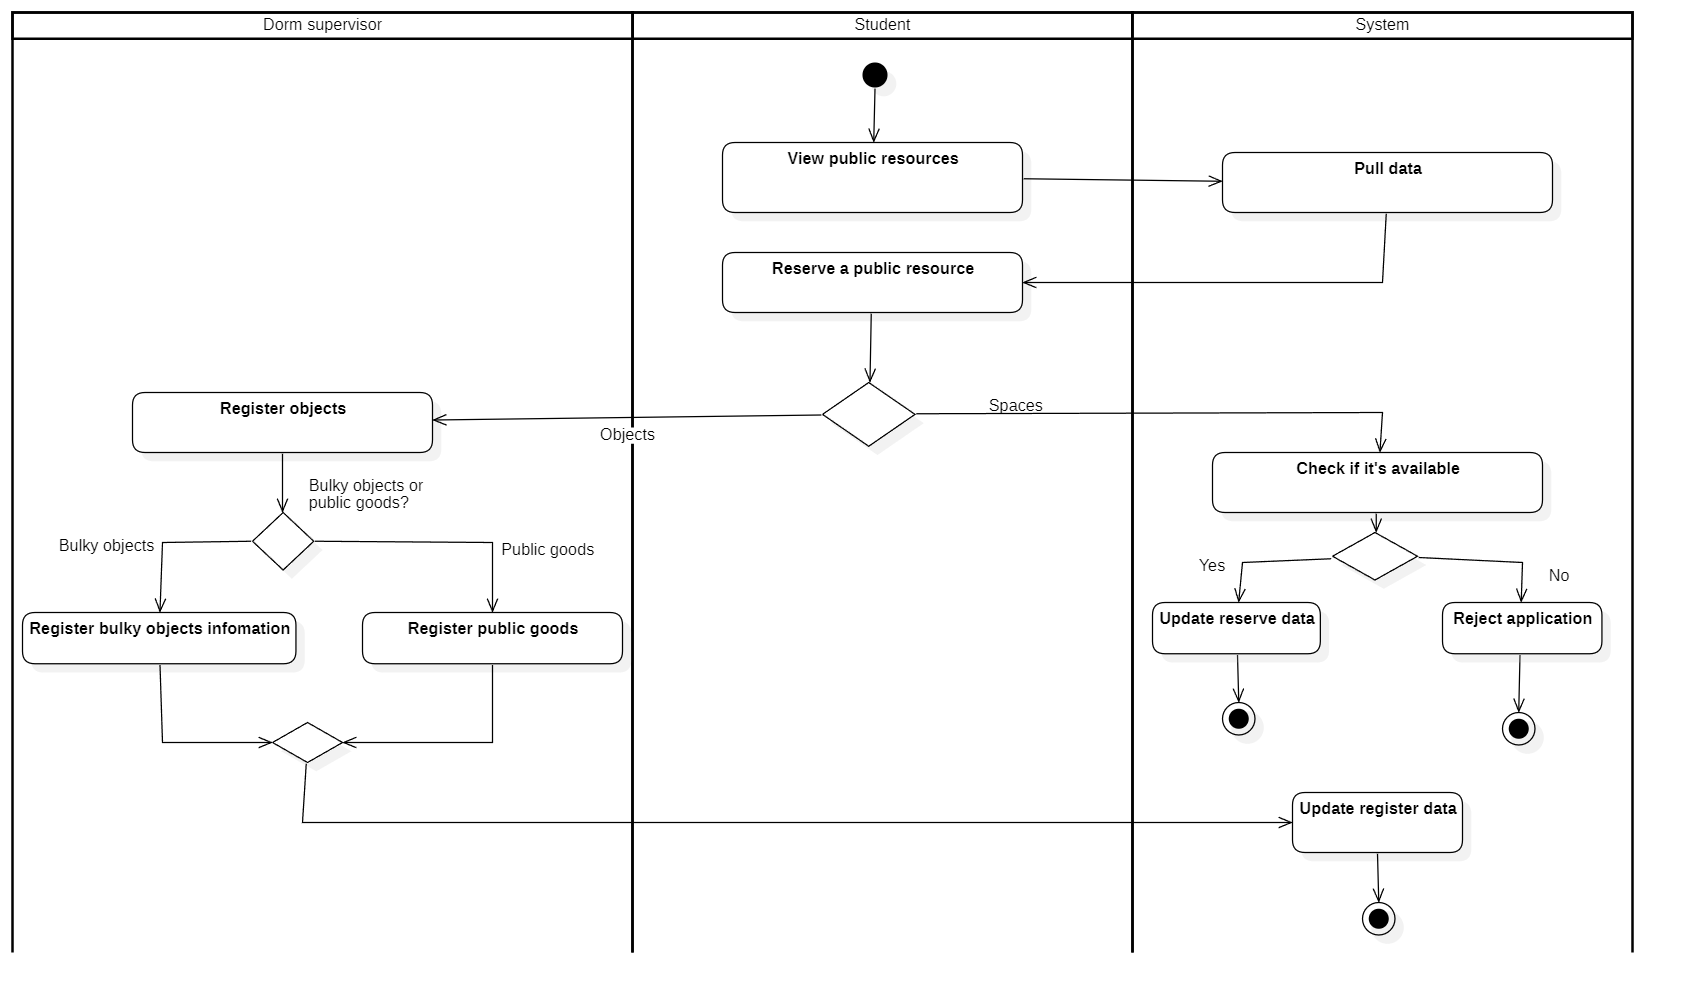 Dorm supervisor
Student
System
View public resources
Pull data
Reserve a public resource
Register objects
Objects
Spaces
Check if it's available
Bulky objects or
public goods?
Bulky objects
Public goods
Yes
No
Register bulky objects infomation
Register public goods
Update reserve data
Reject application
Update register data